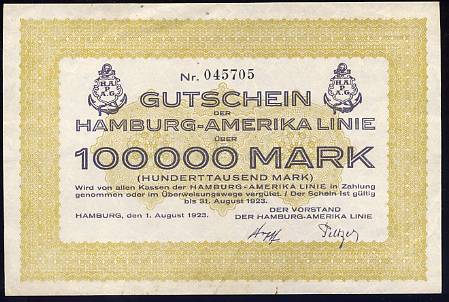 Nr. 045705
H A P A G
H A P A G
GUTSCHEIN
DER
HAMBURG-AMERIKA LINIE
ÜBER
100000 MARK
(HUNDERTTAUSEND MARK)
Wird von allen Kassen der HAMBURG-AMERIKA LINIE in Zahlung
genommen oder im Überweisungswege vergütet. / Der Schein ist gültig
bis 31. August 1923.
HAMBURG, den 1. August 1923.
DER VORSTAND
DER HAMBURG-AMERIKA LINIE